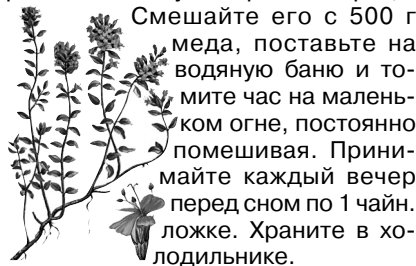 Смешайте его с 500 г
меда, поставьте на
водяную баню и то-
мите час на малень-
ком огне, постоянно
помешивая. Прини-
майте каждый вечер
перед сном по 1 чайн.
ложке. Храните в хо-
лодильнике.